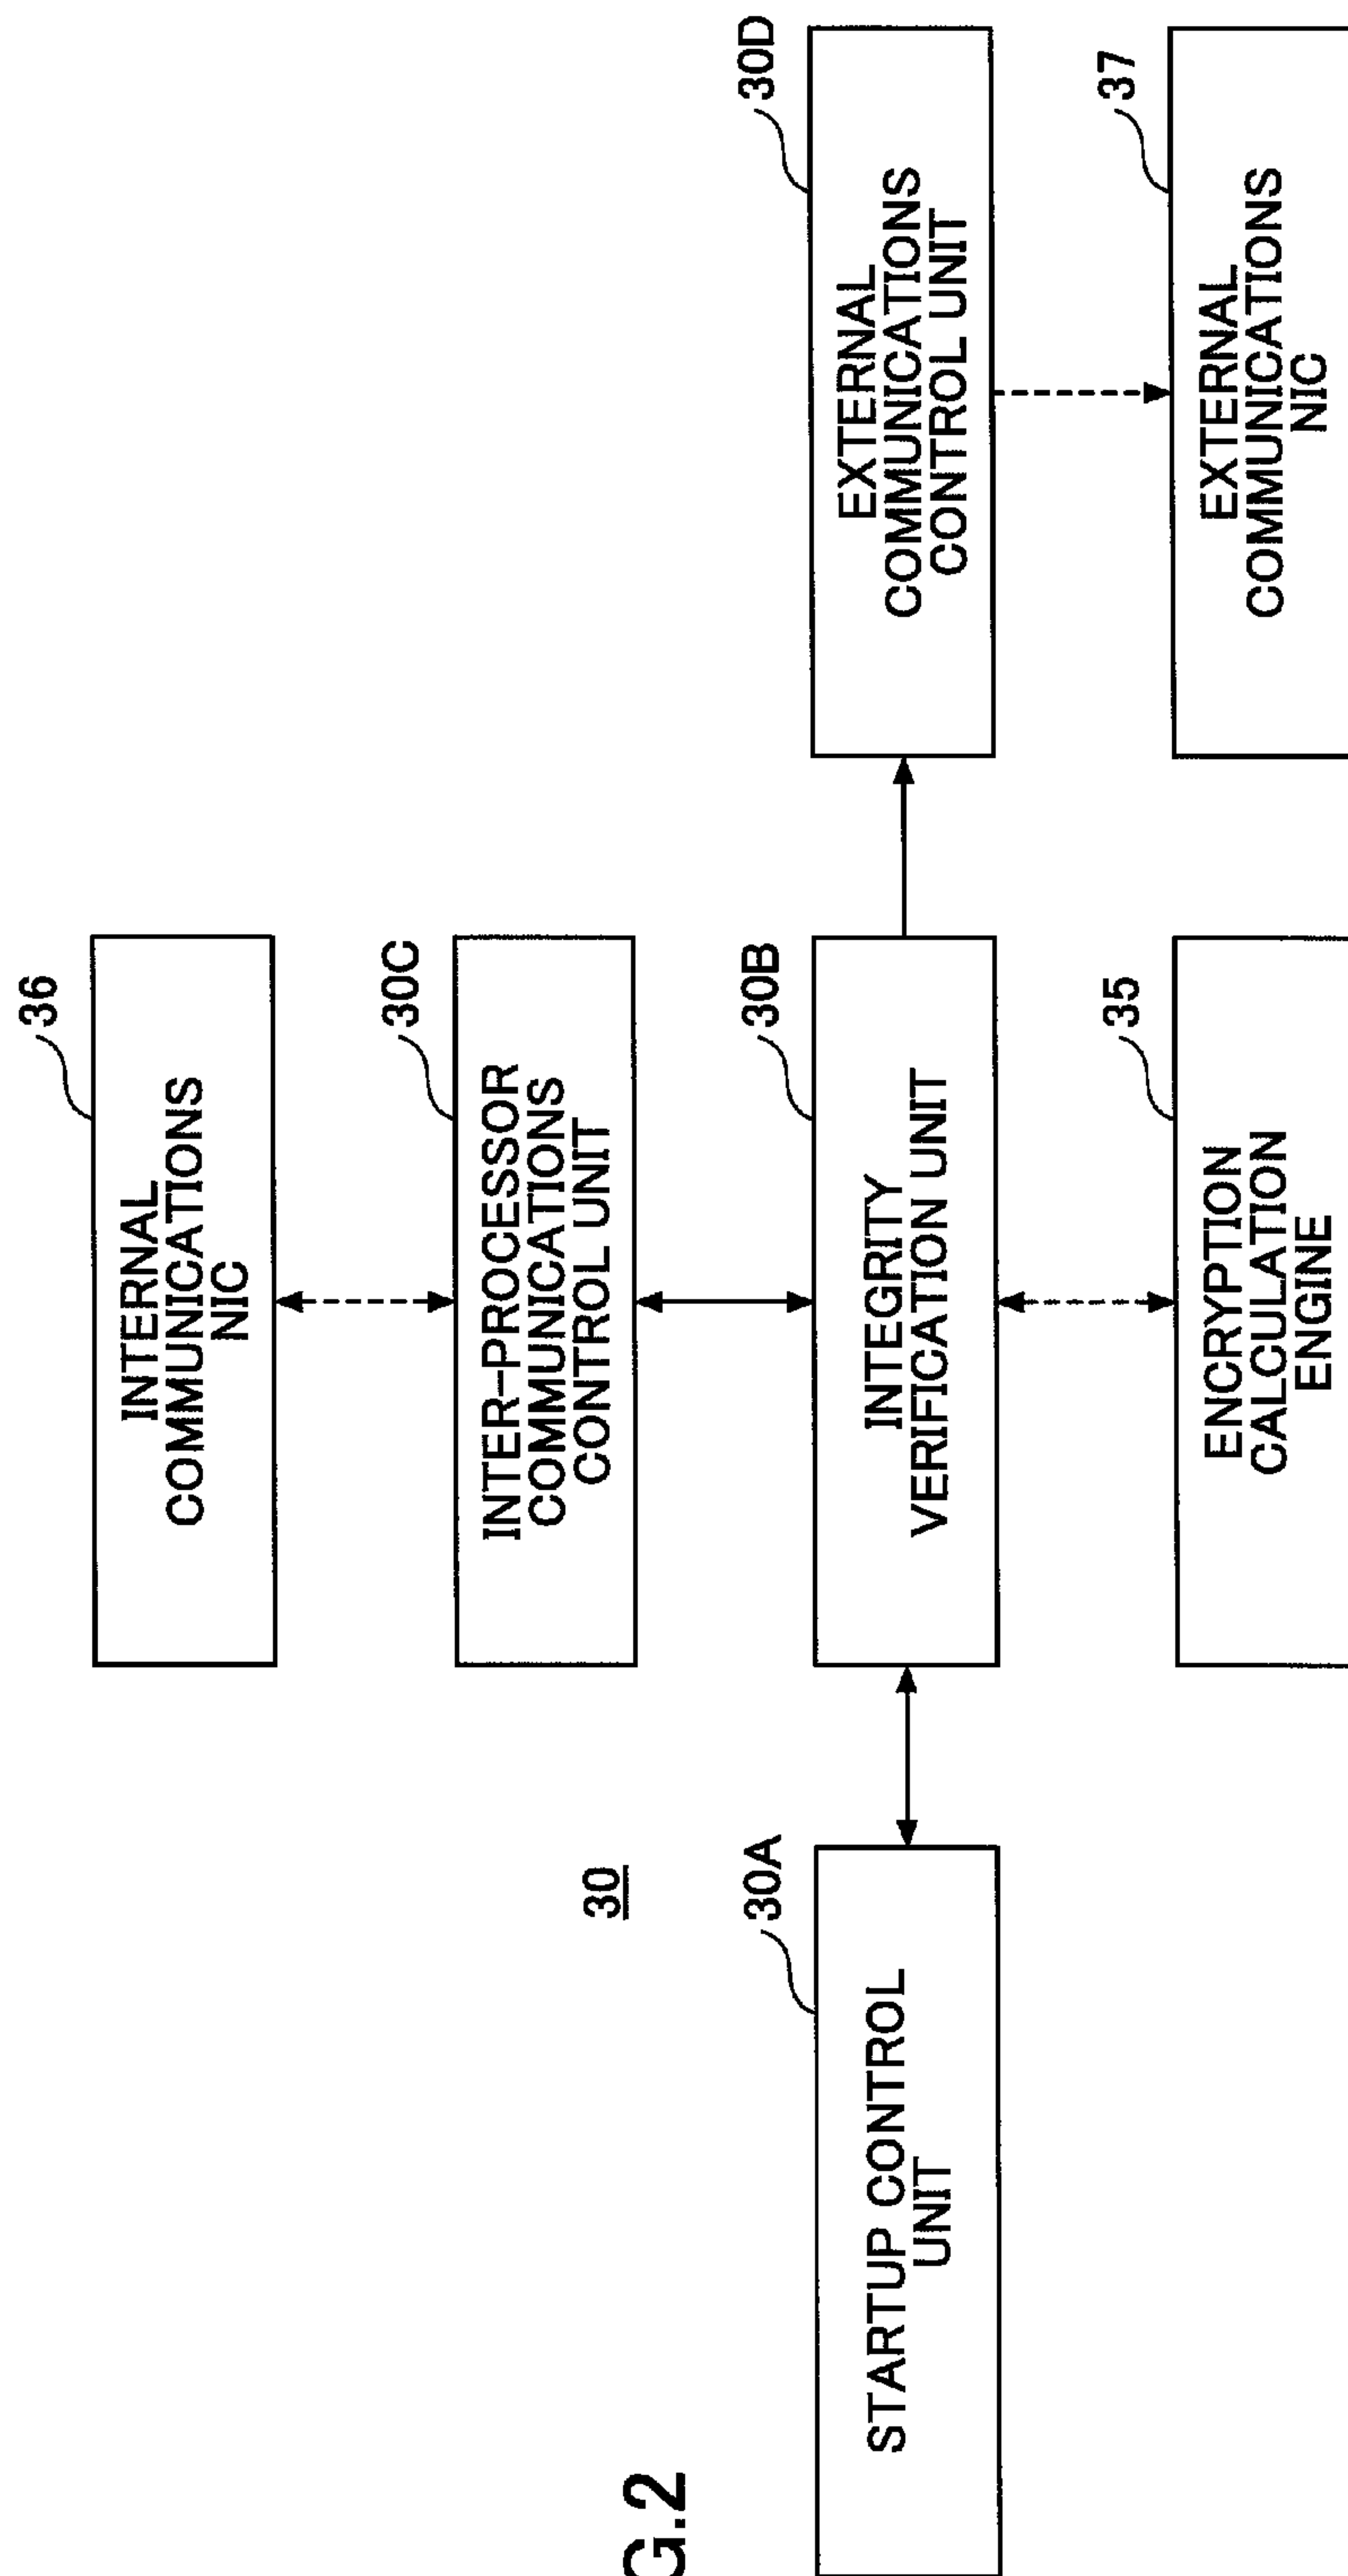 G.2
30
36
INTERNAL
COMMUNICATIONS
NIC
30C
INTER-PROCESSOR
COMMUNICATIONS
CONTROL UNIT
30A
STARTUP CONTROL
UNIT
30B
INTEGRITY
VERIFICATION UNIT
30D
EXTERNAL
COMMUNICATIONS
CONTROL UNIT
35
ENCRYPTION
CALCULATION
ENGINE
37
EXTERNAL
COMMUNICATIONS
NIC